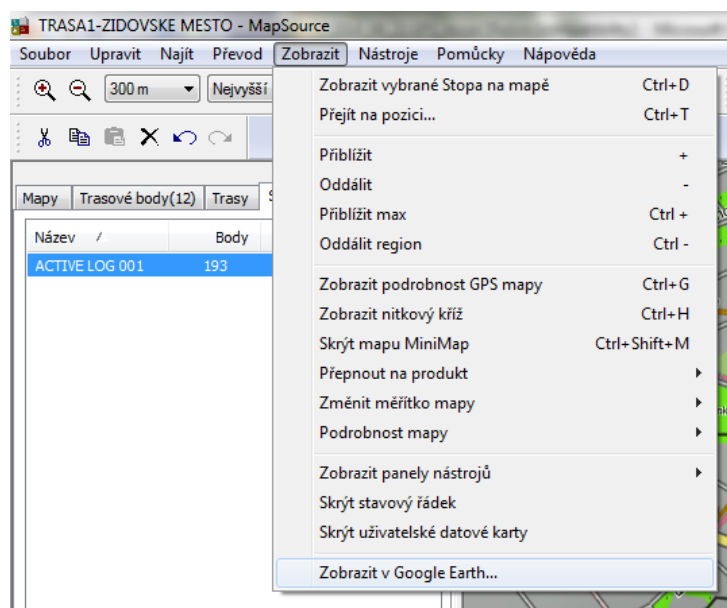 TRASA1-ZIDOVSKE MESTO - MapSource
Soubor Upravit Najít Převod Zobrazit Nástroje Pomůcky Nápověda
300 m Nejvyšší
Mapy Trasové body(12) Trasy S
Název Body
ACTIVE LOG 001 193
Zobrazit vybrané Stopa na mapě Ctrl+D
Přejít na pozici... Ctrl+T
Přiblížit +
Oddálit -
Přiblížit max Ctrl +
Oddálit region Ctrl -
Zobrazit podrobnost GPS mapy Ctrl+G
Zobrazit nitkový kříž Ctrl+H
Skrýt mapu MiniMap Ctrl+Shift+M
Přepnout na produkt
Změnit měřítko mapy
Podrobnost mapy
Zobrazit panely nástrojů
Skrýt stavový řádek
Skrýt uživatelské datové karty
Zobrazit v Google Earth...